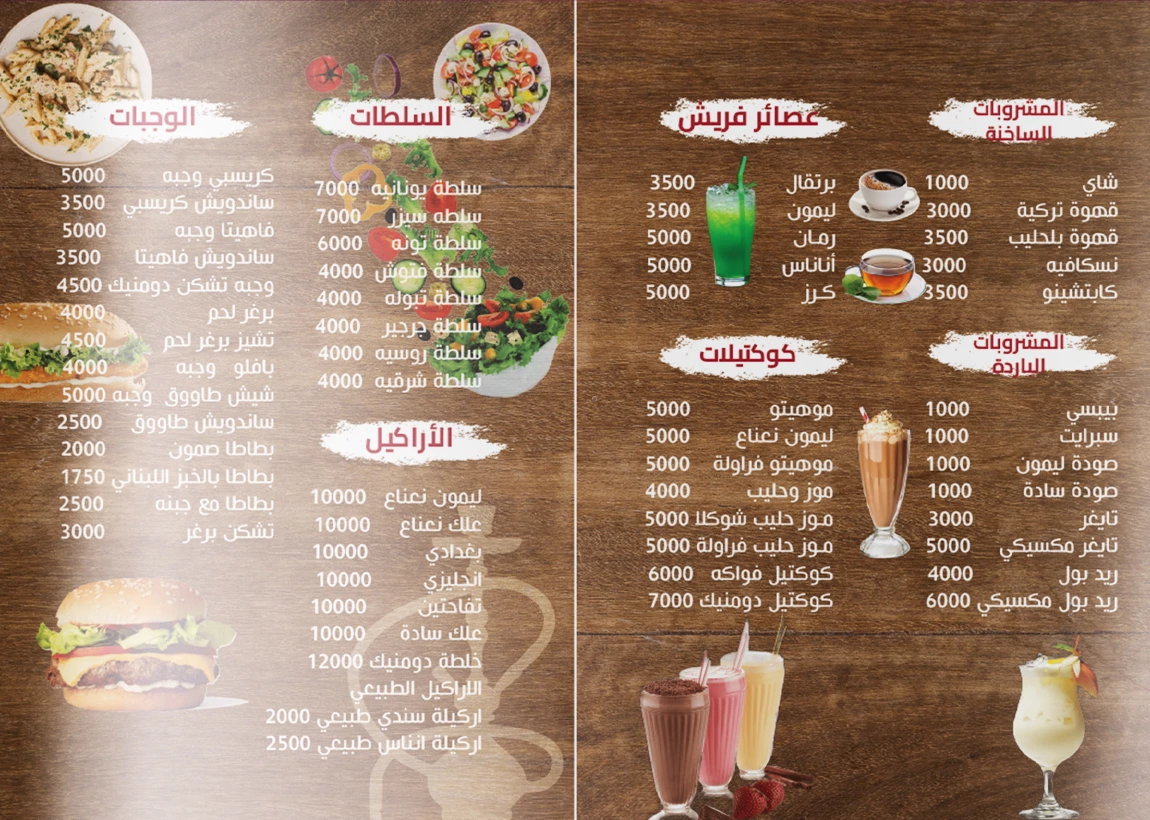 المشروبات
الساخنة
شاي 1000
قهوة تركية 3000
قهوة بلحليب 3500
نسكافيه 3000
كابتشينو 3500
عصائر فريش
برتقال 3500
ليمون 3500
رمان 5000
أناناس 5000
كرز 5000
المشروبات
الباردة
بيبسي 1000
سبرايت 1000
صودة ليمون 1000
صودة سادة 1000
تايغر 3000
تايغر مكسيكي 5000
ريد بول 4000
ريد بول مكسيكي 6000
كوكتيلات
موهيتو 5000
ليمون نعناع 5000
موهيتو فراولة 5000
موز وحليب 4000
موز حليب شوكلا 5000
موز حليب فراولة 5000
كوكتيل فواكه 6000
كوكتيل دومنيك 7000
السلطات
سلطة يونانيه 7000
سلطه سيزر 7000
سلطة تونه 6000
سلطة فتوش 4000
سلطة تبوله 4000
سلطة جرجير 4000
سلطة روسيه 4000
سلطة شرقيه 4000
الأراكيل
ليمون نعناع 10000
علك نعناع 10000
بغدادي 10000
انجليزي 10000
تفاحتين 10000
علك سادة 10000
خلطة دومنيك 12000
الاراكيل الطبيعي
اركيلة سندي طبيعي 2000
اركيلة انناس طبيعي 2500
الوجبات
كريسبي وجبه 5000
ساندويش كريسبي 3500
فاهيتا وجبه 5000
ساندويش فاهيتا 3500
وجبه تشكن دومنيك 4500
برغر لحم 4000
تشيز برغر لحم 4500
بافلو وجبه 4000
شيش طاووق وجبه 5000
ساندويش طاووق 2500
بطاطا صمون 2000
بطاطا بالخبز اللبناني 1750
بطاطا مع جبنه 2500
تشكن برغر 3000